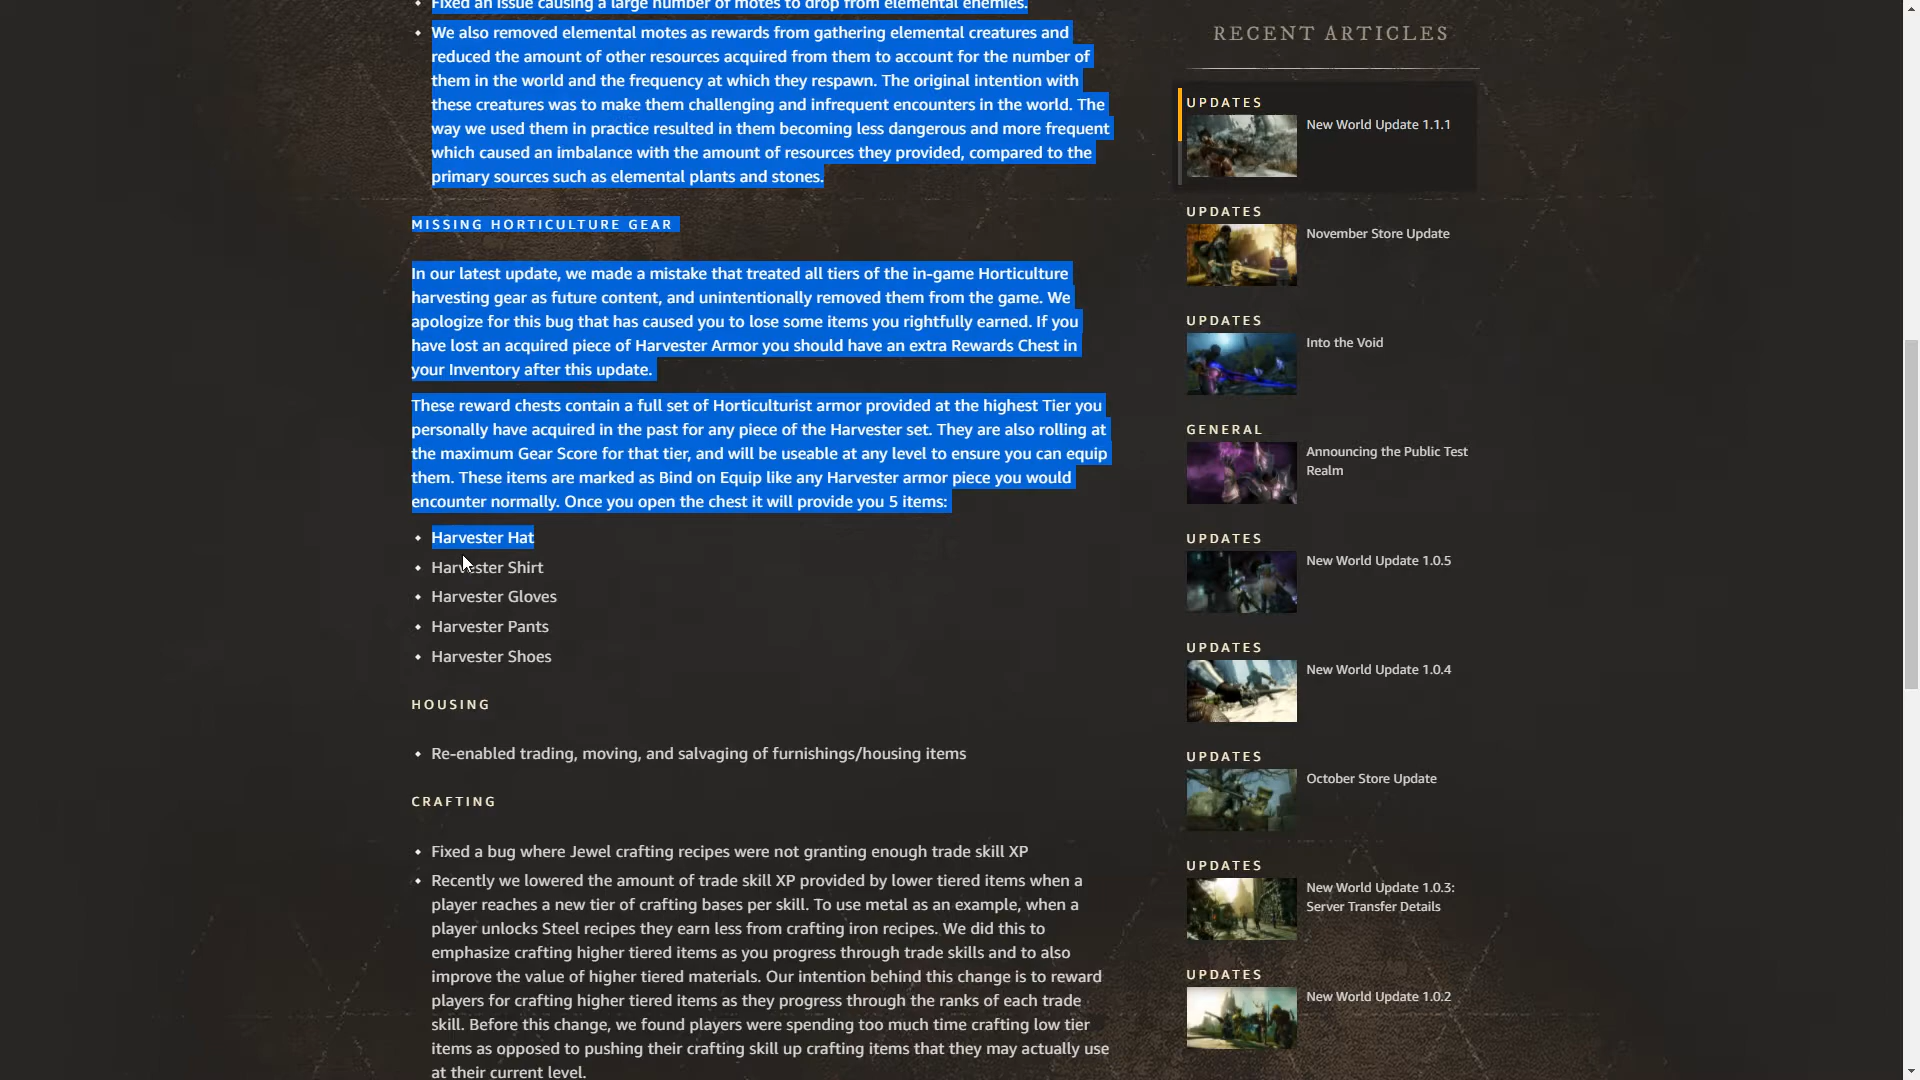 Fixed an issue causing a large number of motes to drop from elemental enemies.
We also removed elemental motes as rewards from gathering elemental creatures and
reduced the amount of other resources acquired from them to account for the number of
them in the world and the frequency at which they respawn. The original intention with
these creatures was to make them challenging and infrequent encounters in the world. The
way we used them in practice resulted in them becoming less dangerous and more frequent
which caused an imbalance with the amount of resources they provided, compared to the
primary sources such as elemental plants and stones.
MISSING HORTICULTURE GEAR
In our latest update, we made a mistake that treated all tiers of the in-game Horticulture
harvesting gear as future content, and unintentionally removed them from the game. We
apologize for this bug that has caused you to lose some items you rightfully earned. If you
have lost an acquired piece of Harvester Armor you should have an extra Rewards Chest in
your Inventory after this update.
These reward chests contain a full set of Horticulturist armor provided at the highest Tier you
personally have acquired in the past for any piece of the Harvester set. They are also rolling at
the maximum Gear Score for that tier, and will be useable at any level to ensure you can equip
them. These items are marked as Bind on Equip like any Harvester armor piece you would
encounter normally. Once you open the chest it will provide you 5 items:
Harvester Hat
Harvester Shirt
Harvester Gloves
Harvester Pants
Harvester Shoes
HOUSING
Re-enabled trading, moving, and salvaging of furnishings/housing items
CRAFTING
Fixed a bug where Jewel crafting recipes were not granting enough trade skill XP
Recently we lowered the amount of trade skill XP provided by lower tiered items when a
player reaches a new tier of crafting bases per skill. To use metal as an example, when a
player unlocks Steel recipes they earn less from crafting iron recipes. We did this to
emphasize crafting higher tiered items as you progress through trade skills and to also
improve the value of higher tiered materials. Our intention behind this change is to reward
players for crafting higher tiered items as they progress through the ranks of each trade
skill. Before this change, we found players were spending too much time crafting low tier
items as opposed to pushing their crafting skill up crafting items that they may actually use
at their current level.
RECENT ARTICLES
UPDATES
New World Update 1.1.1
UPDATES
November Store Update
UPDATES
Into the Void
GENERAL
Announcing the Public Test
Realm
UPDATES
New World Update 1.0.5
UPDATES
New World Update 1.0.4
UPDATES
October Store Update
UPDATES
New World Update 1.0.3:
Server Transfer Details
UPDATES
New World Update 1.0.2